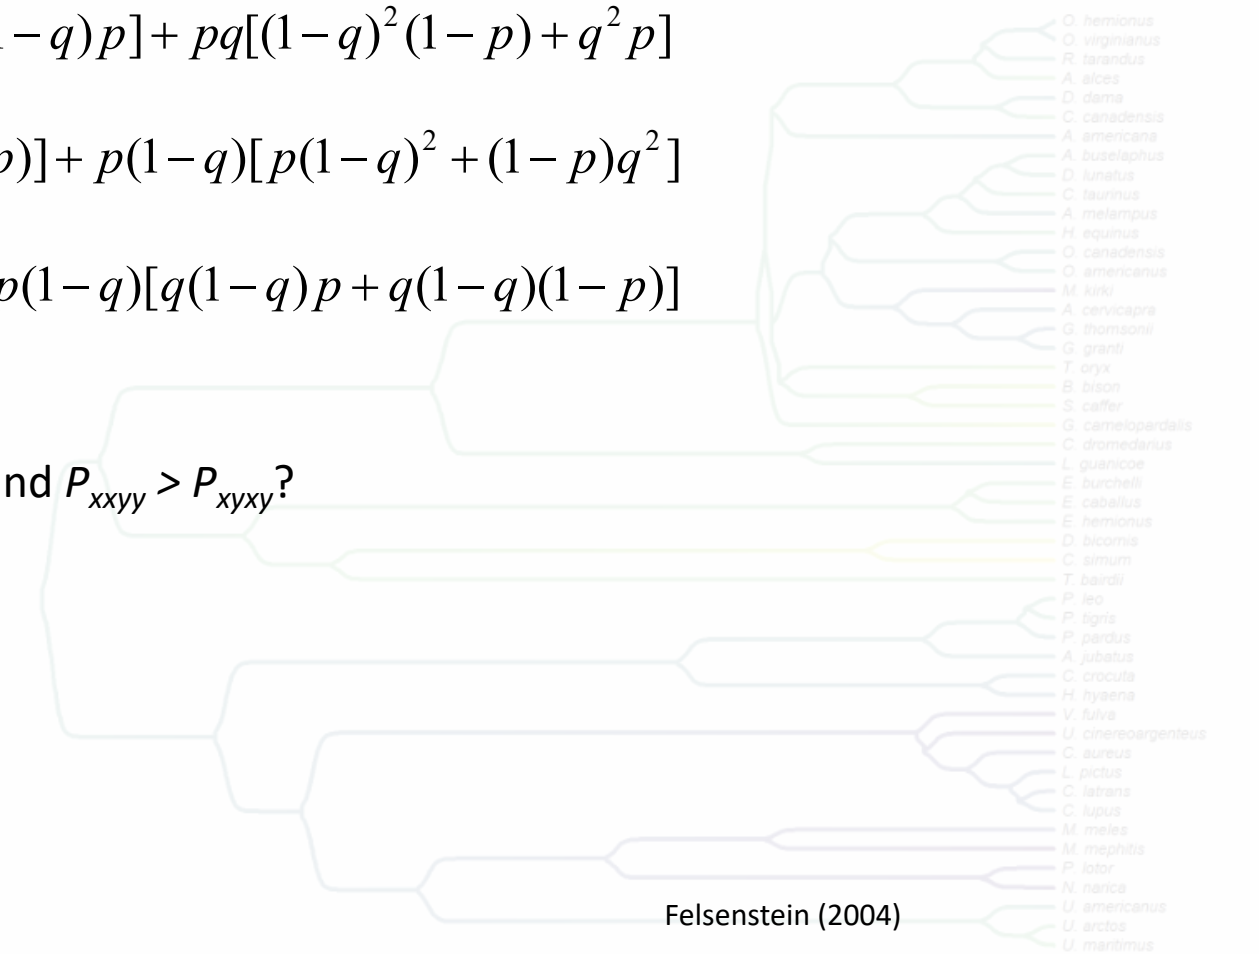 − q)p] + pq[(1 − q)²(1 − p) + q²p]
p)] + p(1 − q)[p(1 − q)² + (1 − p)q²]
p(1 − q)[q(1 − q)p + q(1 − q)(1 − p)]
nd Pxxyy > Pxyxy?
O. hemionus
O. virginianus
R. tarandus
A. alces
D. dama
C. canadensis
A. americana
A. buselaphus
D. lunatus
C. taurinus
A. melampus
H. equinus
O. canadensis
O. americanus
M. kirki
A. cervicapra
G. thomsonii
G. granti
T. oryx
B. bison
S. caffer
G. camelopardalis
C. dromedarius
L. guanicoe
E. burchelli
E. caballus
E. hemionus
D. bicornis
C. simum
T. bairdii
P. leo
P. tigris
P. pardus
A. jubatus
C. crocuta
H. hyaena
V. fulva
U. cinereoargenteus
C. aureus
L. pictus
C. latrans
C. lupus
M. meles
M. mephitis
P. lotor
N. narica
U. americanus
U. arctos
U. maritimus
Felsenstein (2004)